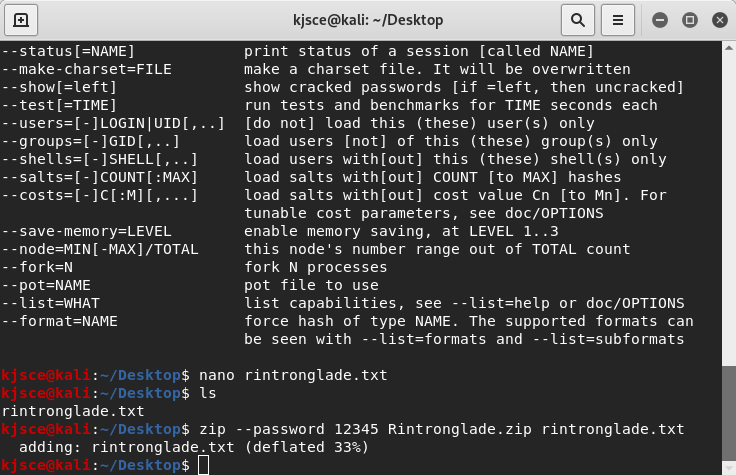 kjsce@kali: ~/Desktop
--status[=NAME]            print status of a session [called NAME]
--make-charset=FILE        make a charset file. It will be overwritten
--show[=left]              show cracked passwords [if =left, then uncracked]
--test[=TIME]              run tests and benchmarks for TIME seconds each
--users=[-]LOGIN|UID[,..]  [do not] load this (these) user(s) only
--groups=[-]GID[,..]       load users [not] of this (these) group(s) only
--shells=[-]SHELL[,..]     load users with[out] this (these) shell(s) only
--salts=[-]COUNT[:MAX]     load salts with[out] COUNT [to MAX] hashes
--costs=[-]C[:M][,...]     load salts with[out] cost value Cn [to Mn]. For
                           tunable cost parameters, see doc/OPTIONS
--save-memory=LEVEL        enable memory saving, at LEVEL 1..3
--node=MIN[-MAX]/TOTAL     this node's number range out of TOTAL count
--fork=N                   fork N processes
--pot=NAME                 pot file to use
--list=WHAT                list capabilities, see --list=help or doc/OPTIONS
--format=NAME              force hash of type NAME. The supported formats can
                           be seen with --list=formats and --list=subformats
kjsce@kali:~/Desktop$ nano rintronglade.txt
kjsce@kali:~/Desktop$ ls
rintronglade.txt
kjsce@kali:~/Desktop$ zip --password 12345 Rintronglade.zip rintronglade.txt
  adding: rintronglade.txt (deflated 33%)
kjsce@kali:~/Desktop$